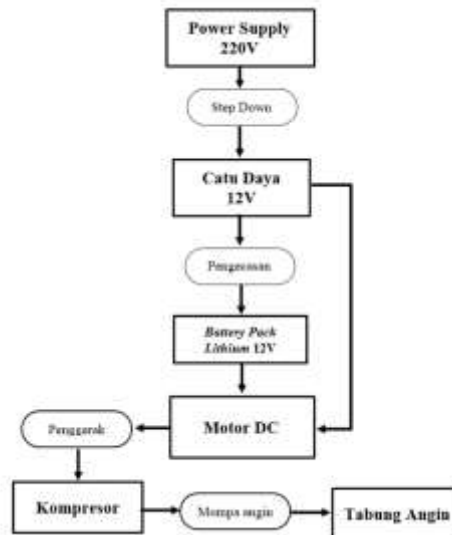 Power Supply
220V
Step Down
Catu Daya
12V
Pengecasan
Battery Pack
Lithium 12V
Motor DC
Penggerak
Kompresor
Mompa angin
Tabung Angin